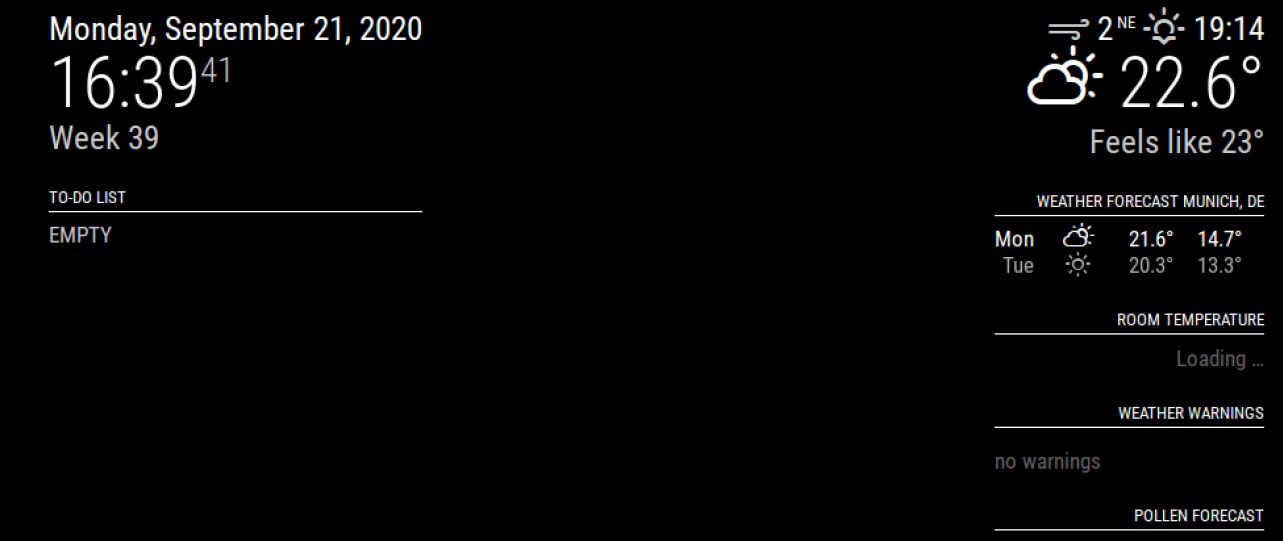 Monday, September 21, 2020
16:39 41
Week 39
TO-DO LIST
EMPTY
2 NE 19:14
22.6°
Feels like 23°
WEATHER FORECAST MUNICH, DE
Mon 21.6° 14.7°
Tue 20.3° 13.3°
ROOM TEMPERATURE
Loading …
WEATHER WARNINGS
no warnings
POLLEN FORECAST